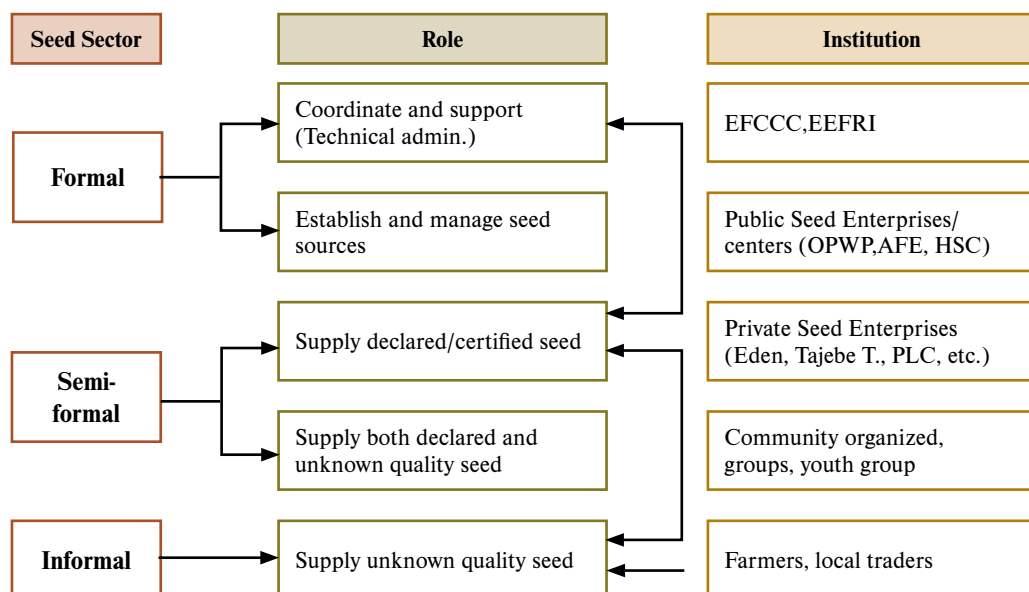 Seed Sector
Role
Institution
Formal
Coordinate and support
(Technical admin.)
EFCCC,EEFRI
Establish and manage seed
sources
Public Seed Enterprises/
centers (OPWP,AFE, HSC)
Semi-
formal
Supply declared/certified seed
Private Seed Enterprises
(Eden, Tajebe T., PLC, etc.)
Supply both declared and
unknown quality seed
Community organized,
groups, youth group
Informal
Supply unknown quality seed
Farmers, local traders